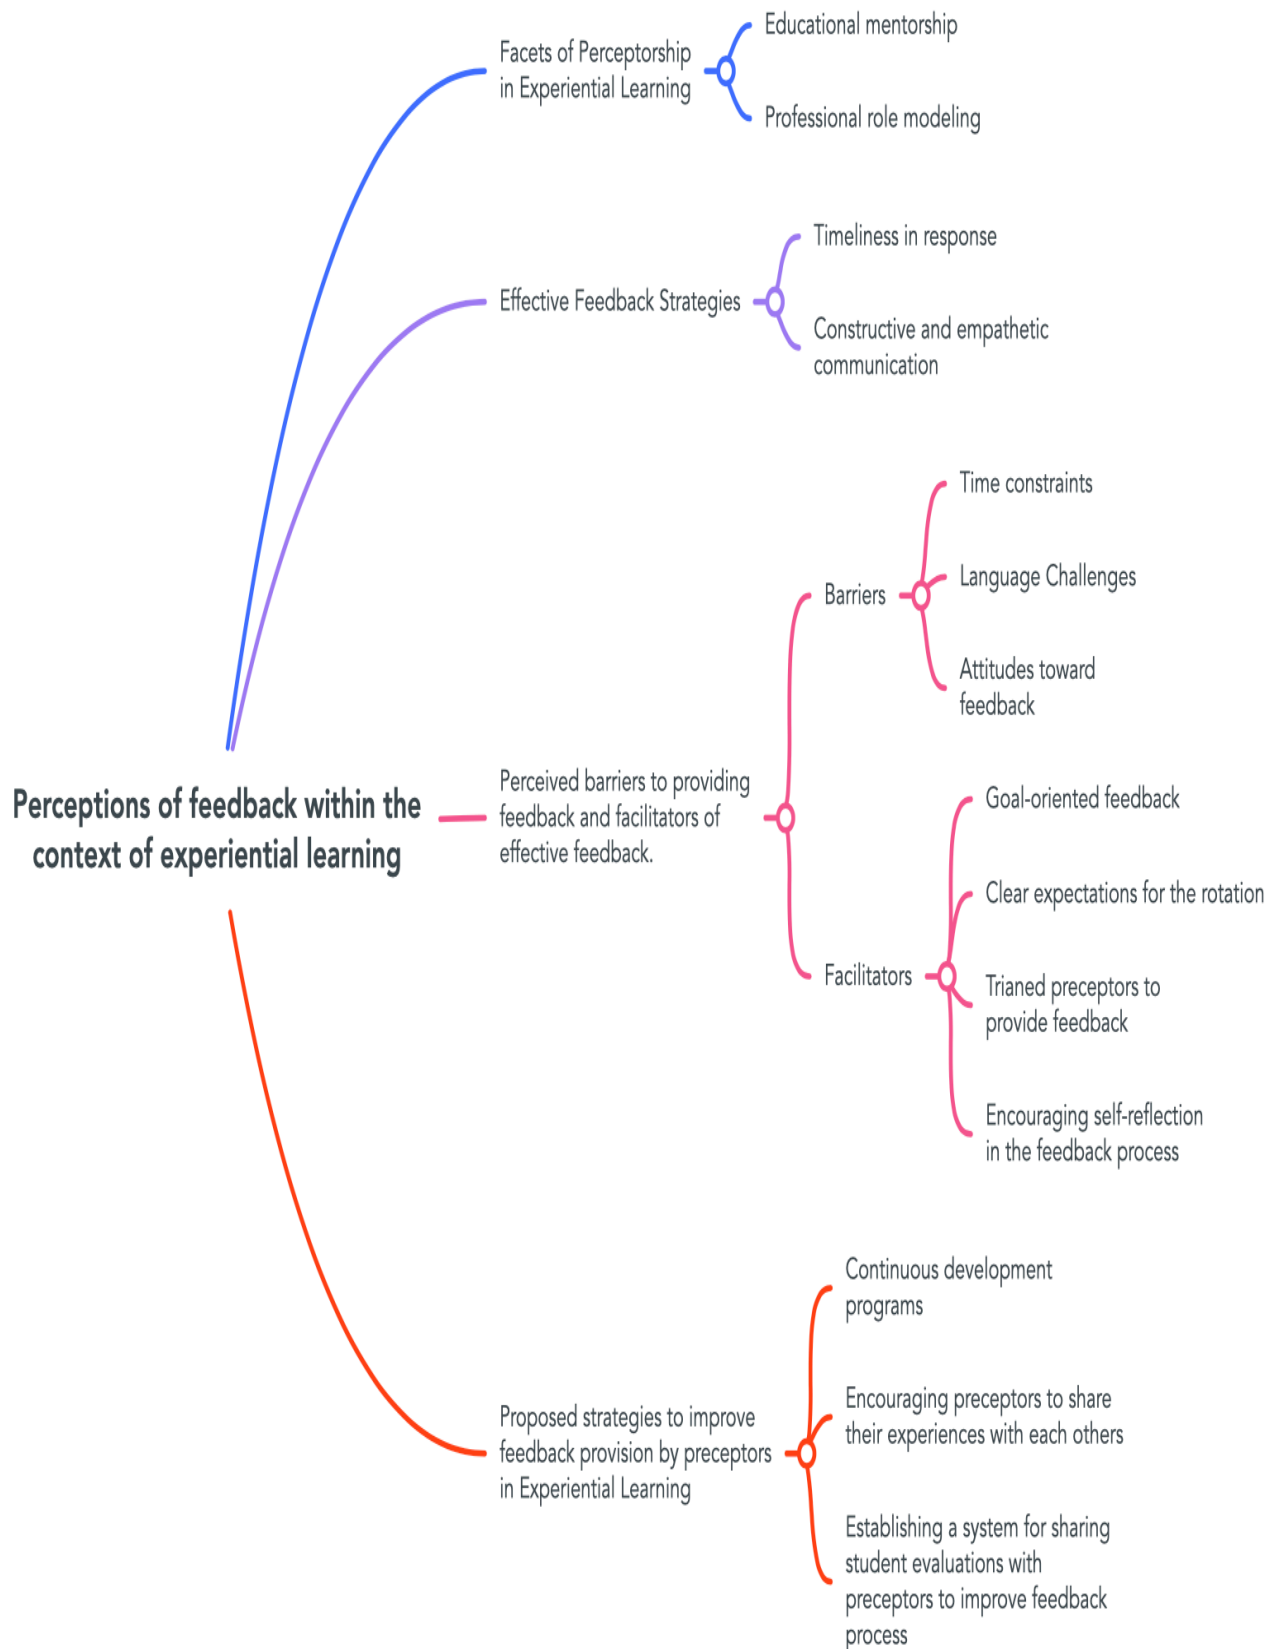 Perceptions of feedback within the
context of experiential learning
Facets of Perceptorship
in Experiential Learning
Educational mentorship
Professional role modeling
Effective Feedback Strategies
Timeliness in response
Constructive and empathetic
communication
Perceived barriers to providing
feedback and facilitators of
effective feedback.
Barriers
Time constraints
Language Challenges
Attitudes toward
feedback
Facilitators
Goal-oriented feedback
Clear expectations for the rotation
Trianed preceptors to
provide feedback
Encouraging self-reflection
in the feedback process
Proposed strategies to improve
feedback provision by preceptors
in Experiential Learning
Continuous development
programs
Encouraging preceptors to share
their experiences with each others
Establishing a system for sharing
student evaluations with
preceptors to improve feedback
process